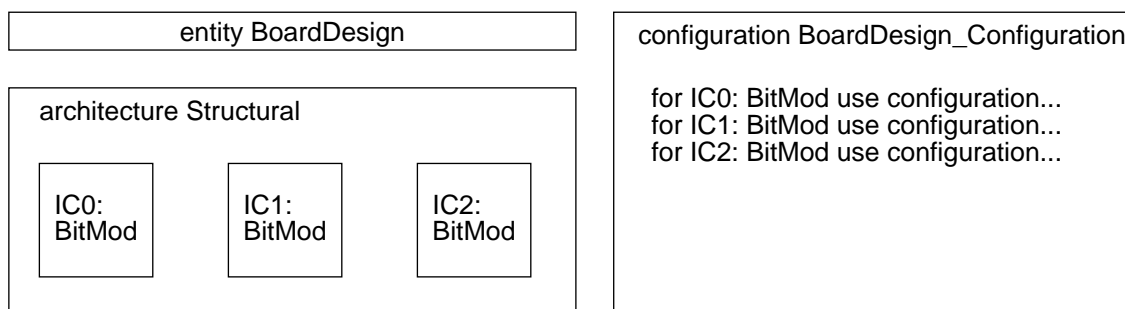 entity BoardDesign
architecture Structural
IC0:
BitMod
IC1:
BitMod
IC2:
BitMod
configuration BoardDesign_Configuration
for IC0: BitMod use configuration...
for IC1: BitMod use configuration...
for IC2: BitMod use configuration...